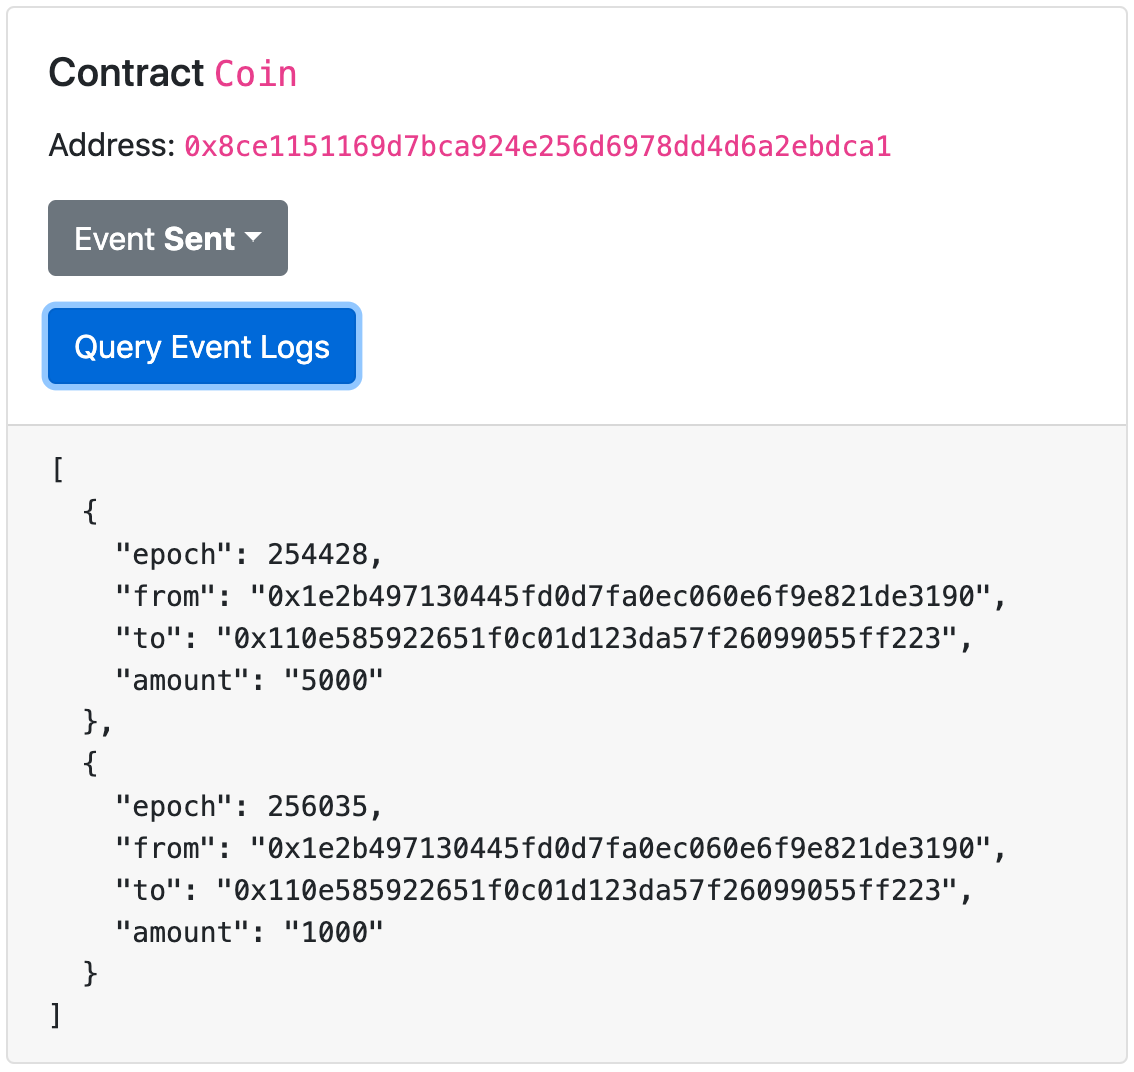 Contract Coin
Address: 0x8ce1151169d7bca924e256d6978dd4d6a2ebdca1
Event Sent
Query Event Logs
[
  {
    "epoch": 254428,
    "from": "0x1e2b497130445fd0d7fa0ec060e6f9e821de3190",
    "to": "0x110e585922651f0c01d123da57f26099055ff223",
    "amount": "5000"
  },
  {
    "epoch": 256035,
    "from": "0x1e2b497130445fd0d7fa0ec060e6f9e821de3190",
    "to": "0x110e585922651f0c01d123da57f26099055ff223",
    "amount": "1000"
  }
]